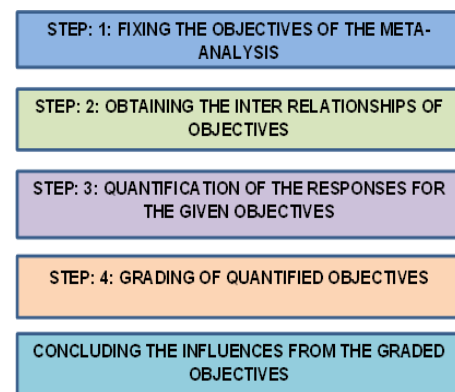 STEP: 1: FIXING THE OBJECTIVES OF THE META-
ANALYSIS
STEP: 2: OBTAINING THE INTER RELATIONSHIPS OF
OBJECTIVES
STEP: 3: QUANTIFICATION OF THE RESPONSES FOR
THE GIVEN OBJECTIVES
STEP: 4: GRADING OF QUANTIFIED OBJECTIVES
CONCLUDING THE INFLUENCES FROM THE GRADED
OBJECTIVES